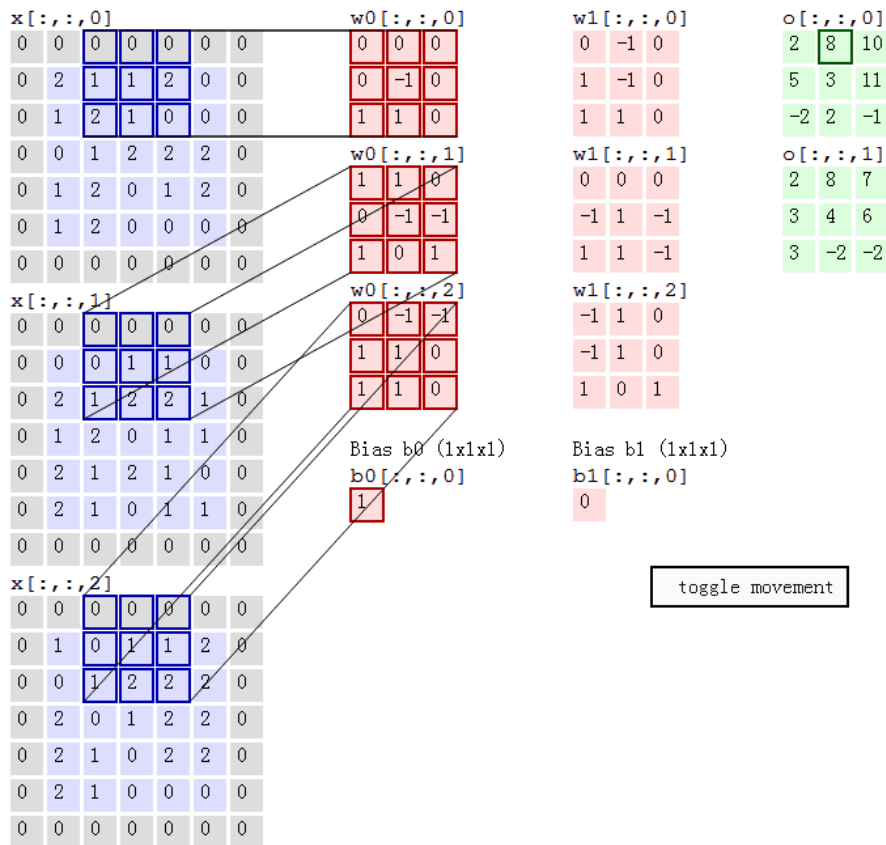 x[:,:,0]
0 0 0 0 0 0 0
0 2 1 1 2 0 0
0 1 2 1 0 0 0
0 0 1 2 2 2 0
0 1 2 0 1 2 0
0 1 2 0 0 0 0
0 0 0 0 0 0 0
x[:,:,1]
0 0 0 0 0 0 0
0 0 0 1 1 0 0
0 2 1 2 2 1 0
0 1 2 0 1 1 0
0 2 1 2 1 0 0
0 2 1 0 1 1 0
0 0 0 0 0 0 0
x[:,:,2]
0 0 0 0 0 0 0
0 1 0 1 1 2 0
0 0 1 2 2 2 0
0 2 0 1 2 2 0
0 2 1 0 2 2 0
0 2 1 0 0 0 0
0 0 0 0 0 0 0
w0[:,:,0]
0 0 0
0 -1 0
1 1 0
w0[:,:,1]
1 1 0
0 -1 -1
1 0 1
w0[:,:,2]
0 -1 -1
1 1 0
1 1 0
Bias b0 (1x1x1)
b0[:,:,0]
1
w1[:,:,0]
0 -1 0
1 -1 0
1 1 0
w1[:,:,1]
0 0 0
-1 1 -1
1 1 -1
w1[:,:,2]
-1 1 0
-1 1 0
1 0 1
Bias b1 (1x1x1)
b1[:,:,0]
0
o[:,:,0]
2 8 10
5 3 11
-2 2 -1
o[:,:,1]
2 8 7
3 4 6
3 -2 -2
toggle movement